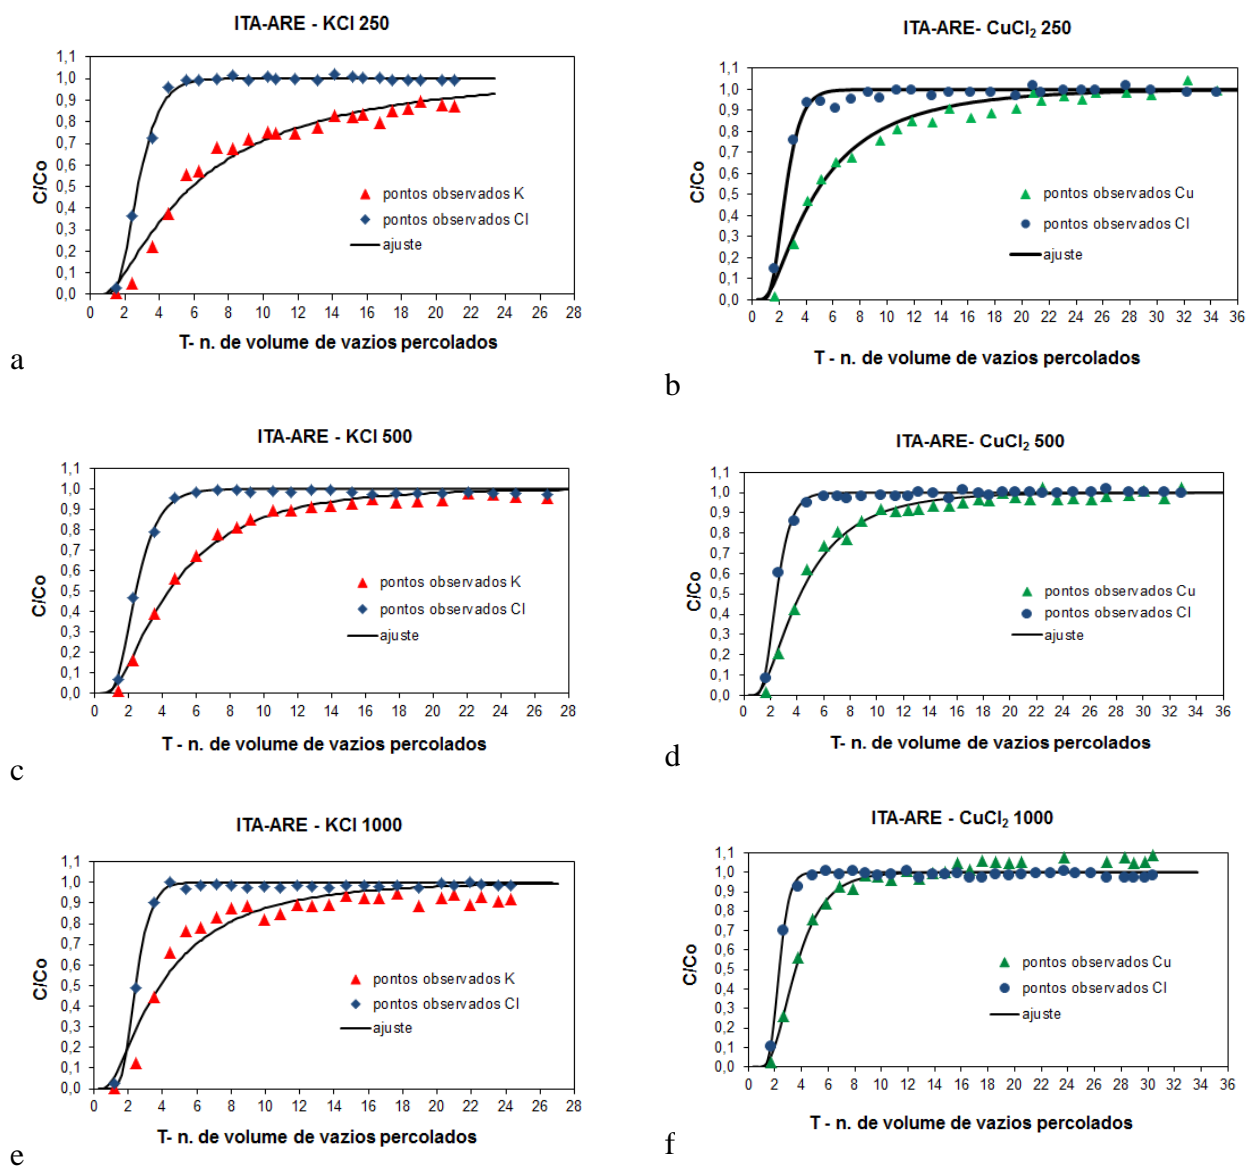 ITA-ARE - KCl 250
1,1
1,0
0,9
0,8
0,7
0,6
0,5
0,4
0,3
0,2
0,1
0,0
C/Co
pontos observados K
pontos observados Cl
ajuste
0 2 4 6 8 10 12 14 16 18 20 22 24 26 28
T- n. de volume de vazios percolados
a
ITA-ARE- CuCl₂ 250
1,1
1,0
0,9
0,8
0,7
0,6
0,5
0,4
0,3
0,2
0,1
0,0
C/Co
pontos observados Cu
pontos observados Cl
ajuste
0 2 4 6 8 10 12 14 16 18 20 22 24 26 28 30 32 34 36
T - n. de volume de vazios percolados
b
ITA-ARE - KCl 500
1,1
1,0
0,9
0,8
0,7
0,6
0,5
0,4
0,3
0,2
0,1
0,0
C/Co
pontos observados K
pontos observados Cl
ajuste
0 2 4 6 8 10 12 14 16 18 20 22 24 26 28
T - n. de volume de vazios percolados
c
ITA-ARE- CuCl₂ 500
1,1
1,0
0,9
0,8
0,7
0,6
0,5
0,4
0,3
0,2
0,1
0,0
C/Co
pontos observados Cu
pontos observados Cl
ajuste
0 2 4 6 8 10 12 14 16 18 20 22 24 26 28 30 32 34 36
T- n. de volume de vazios percolados
d
ITA-ARE - KCl 1000
1,1
1,0
0,9
0,8
0,7
0,6
0,5
0,4
0,3
0,2
0,1
0,0
C/Co
pontos observados K
pontos observados Cl
ajuste
0 2 4 6 8 10 12 14 16 18 20 22 24 26 28
T- n. de volume de vazios percolados
e
ITA-ARE - CuCl₂ 1000
1,1
1,0
0,9
0,8
0,7
0,6
0,5
0,4
0,3
0,2
0,1
0,0
C/Co
pontos observados Cu
pontos observados Cl
ajuste
0 2 4 6 8 10 12 14 16 18 20 22 24 26 28 30 32 34 36
T - n. de volume de vazios percolados
f